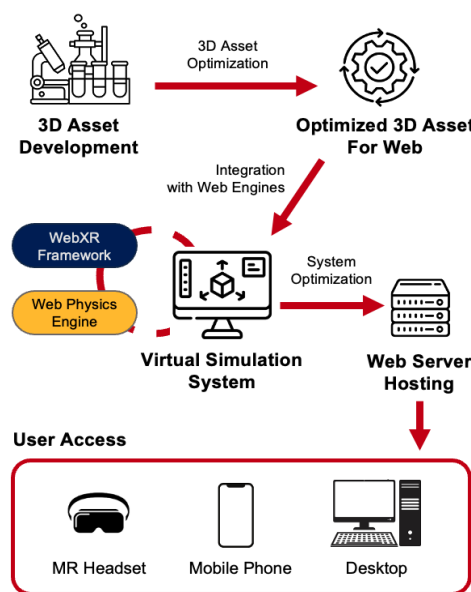 3D Asset
Optimization
3D Asset
Development
Optimized 3D Asset
For Web
Integration
with Web Engines
WebXR
Framework
Web Physics
Engine
System
Optimization
Virtual Simulation
System
Web Server
Hosting
User Access
MR Headset
Mobile Phone
Desktop